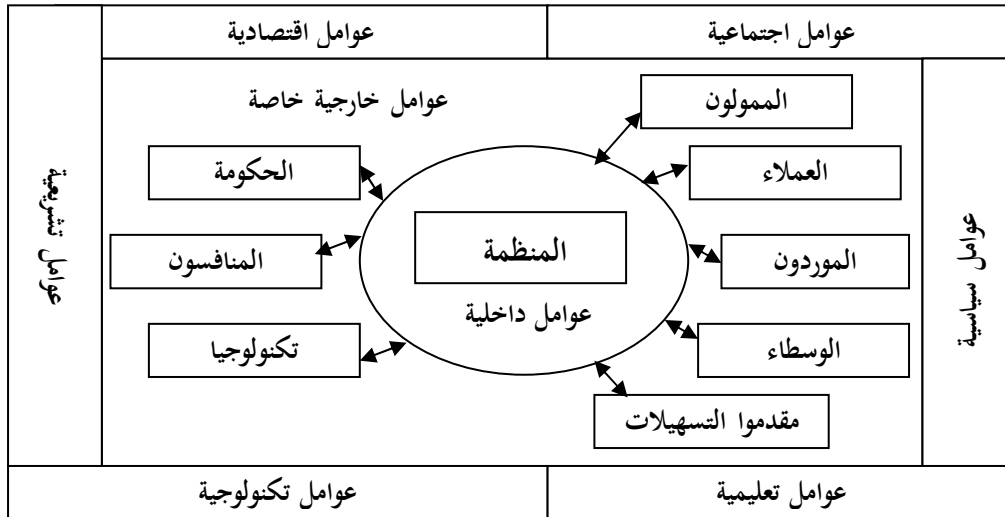 عوامل اجتماعية
عوامل اقتصادية
عوامل خارجية خاصة
الممولون
العملاء
الحكومة
الموردون
المنظمة
المنافسون
عوامل داخلية
الوسطاء
تكنولوجيا
مقدموا التسهيلات
عوامل سياسية
عوامل تشريعية
عوامل تعليمية
عوامل تكنولوجية